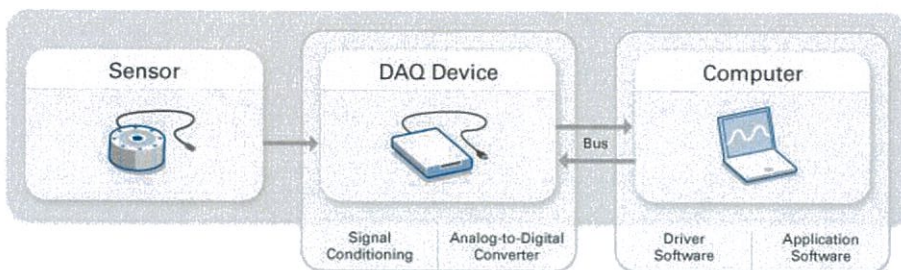 Sensor
DAQ Device
Computer
Bus
Signal
Conditioning
Analog-to-Digital
Converter
Driver
Software
Application
Software